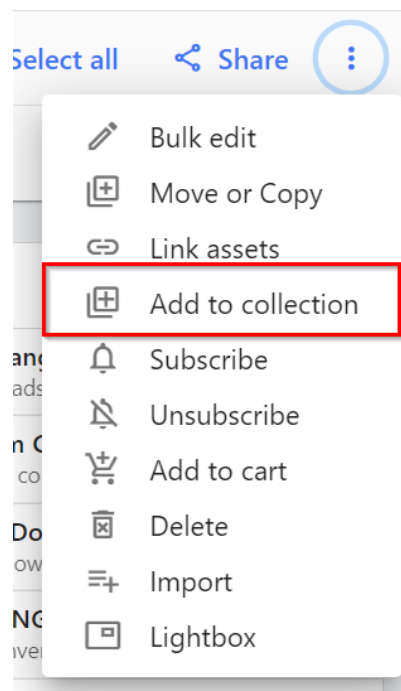 Select all Share
Bulk edit
Move or Copy
Link assets
Add to collection
Subscribe
Unsubscribe
Add to cart
Delete
Import
Lightbox